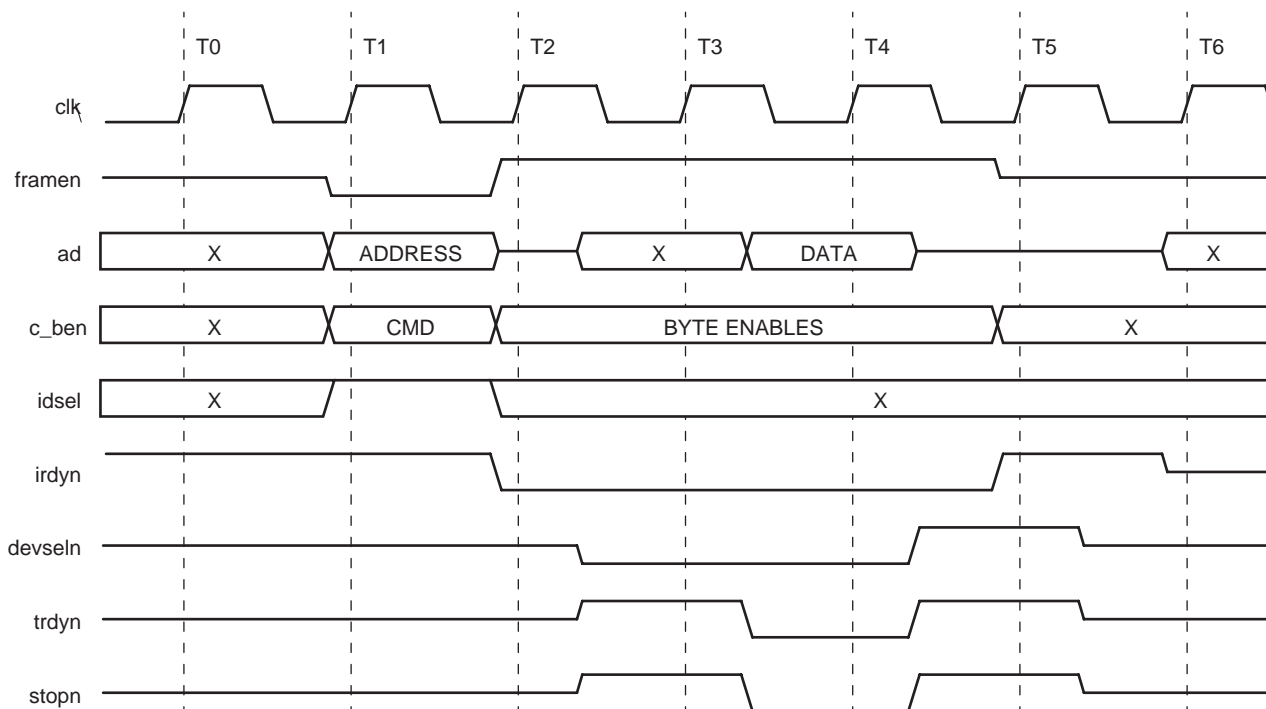 T0 T1 T2 T3 T4 T5 T6
clk
framen
ad X ADDRESS X DATA X
c_ben X CMD BYTE ENABLES X
idsel X X
irdyn
devseln
trdyn
stopn